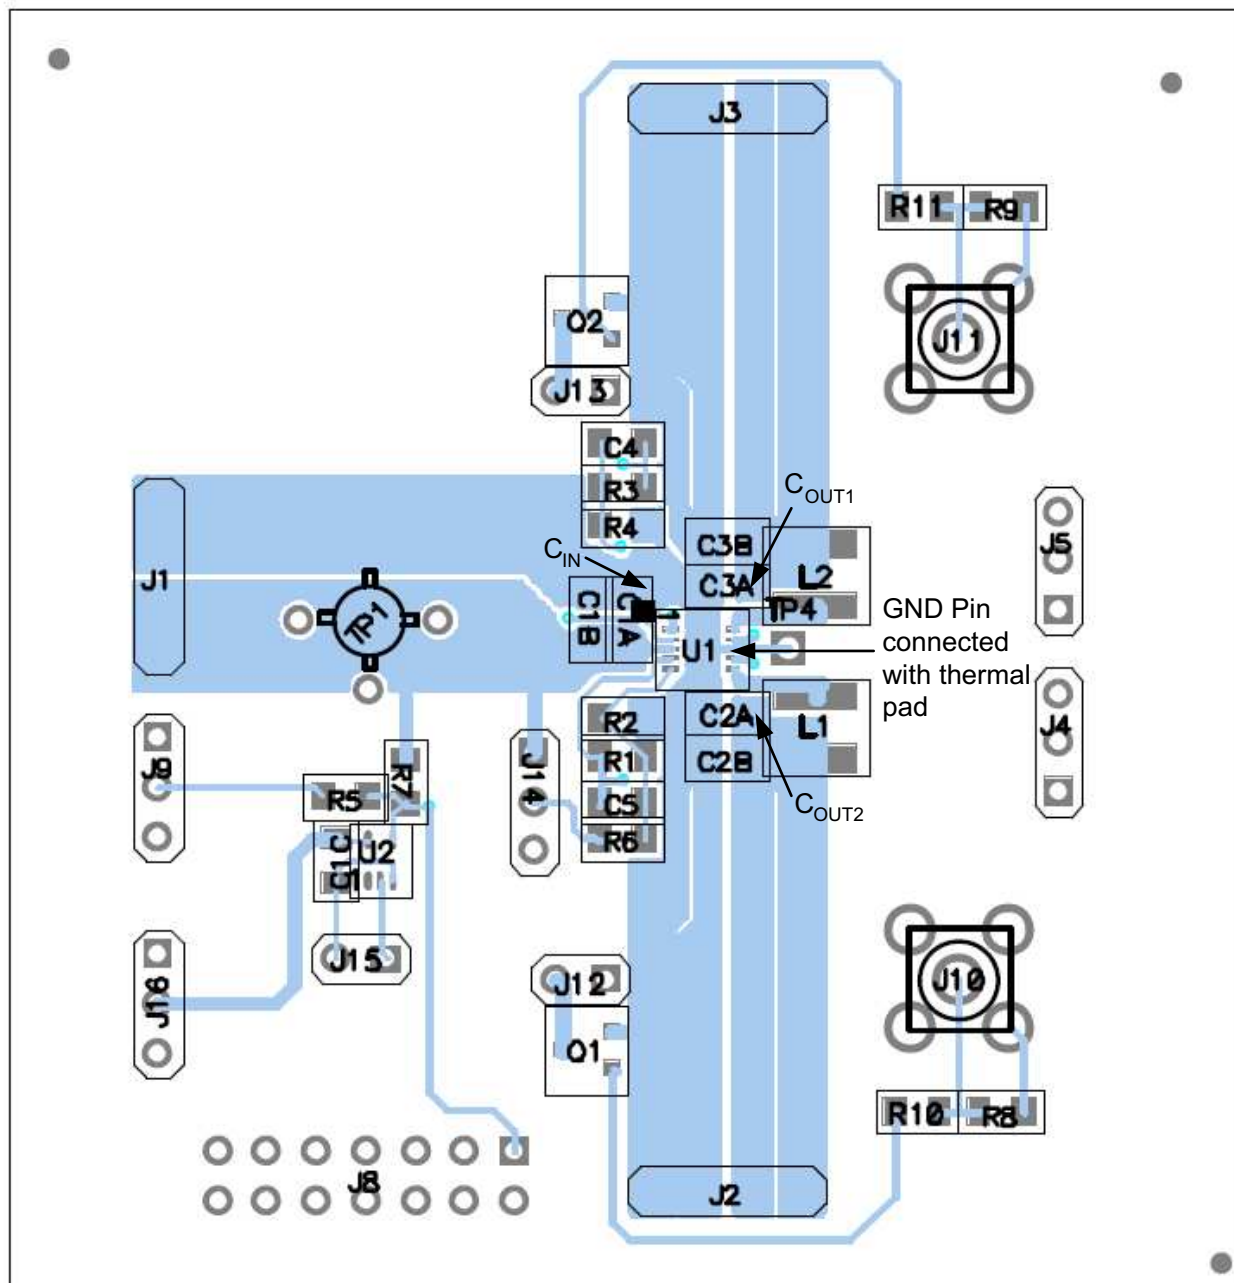 J3
R11 R9
Q2
J11
J13
C4
R3
R4
COUT1
CIN
C3B
C3A
L2
J5
J1
TP1
C1B
C1A
1
TP4
U1
GND Pin
connected
with thermal
pad
R2
C2A
L1
J4
R1
C2B
J9
R7
J14
R5
C5
COUT2
R6
U2
J15
J16
J12
J10
Q1
R10 R8
J8
J2